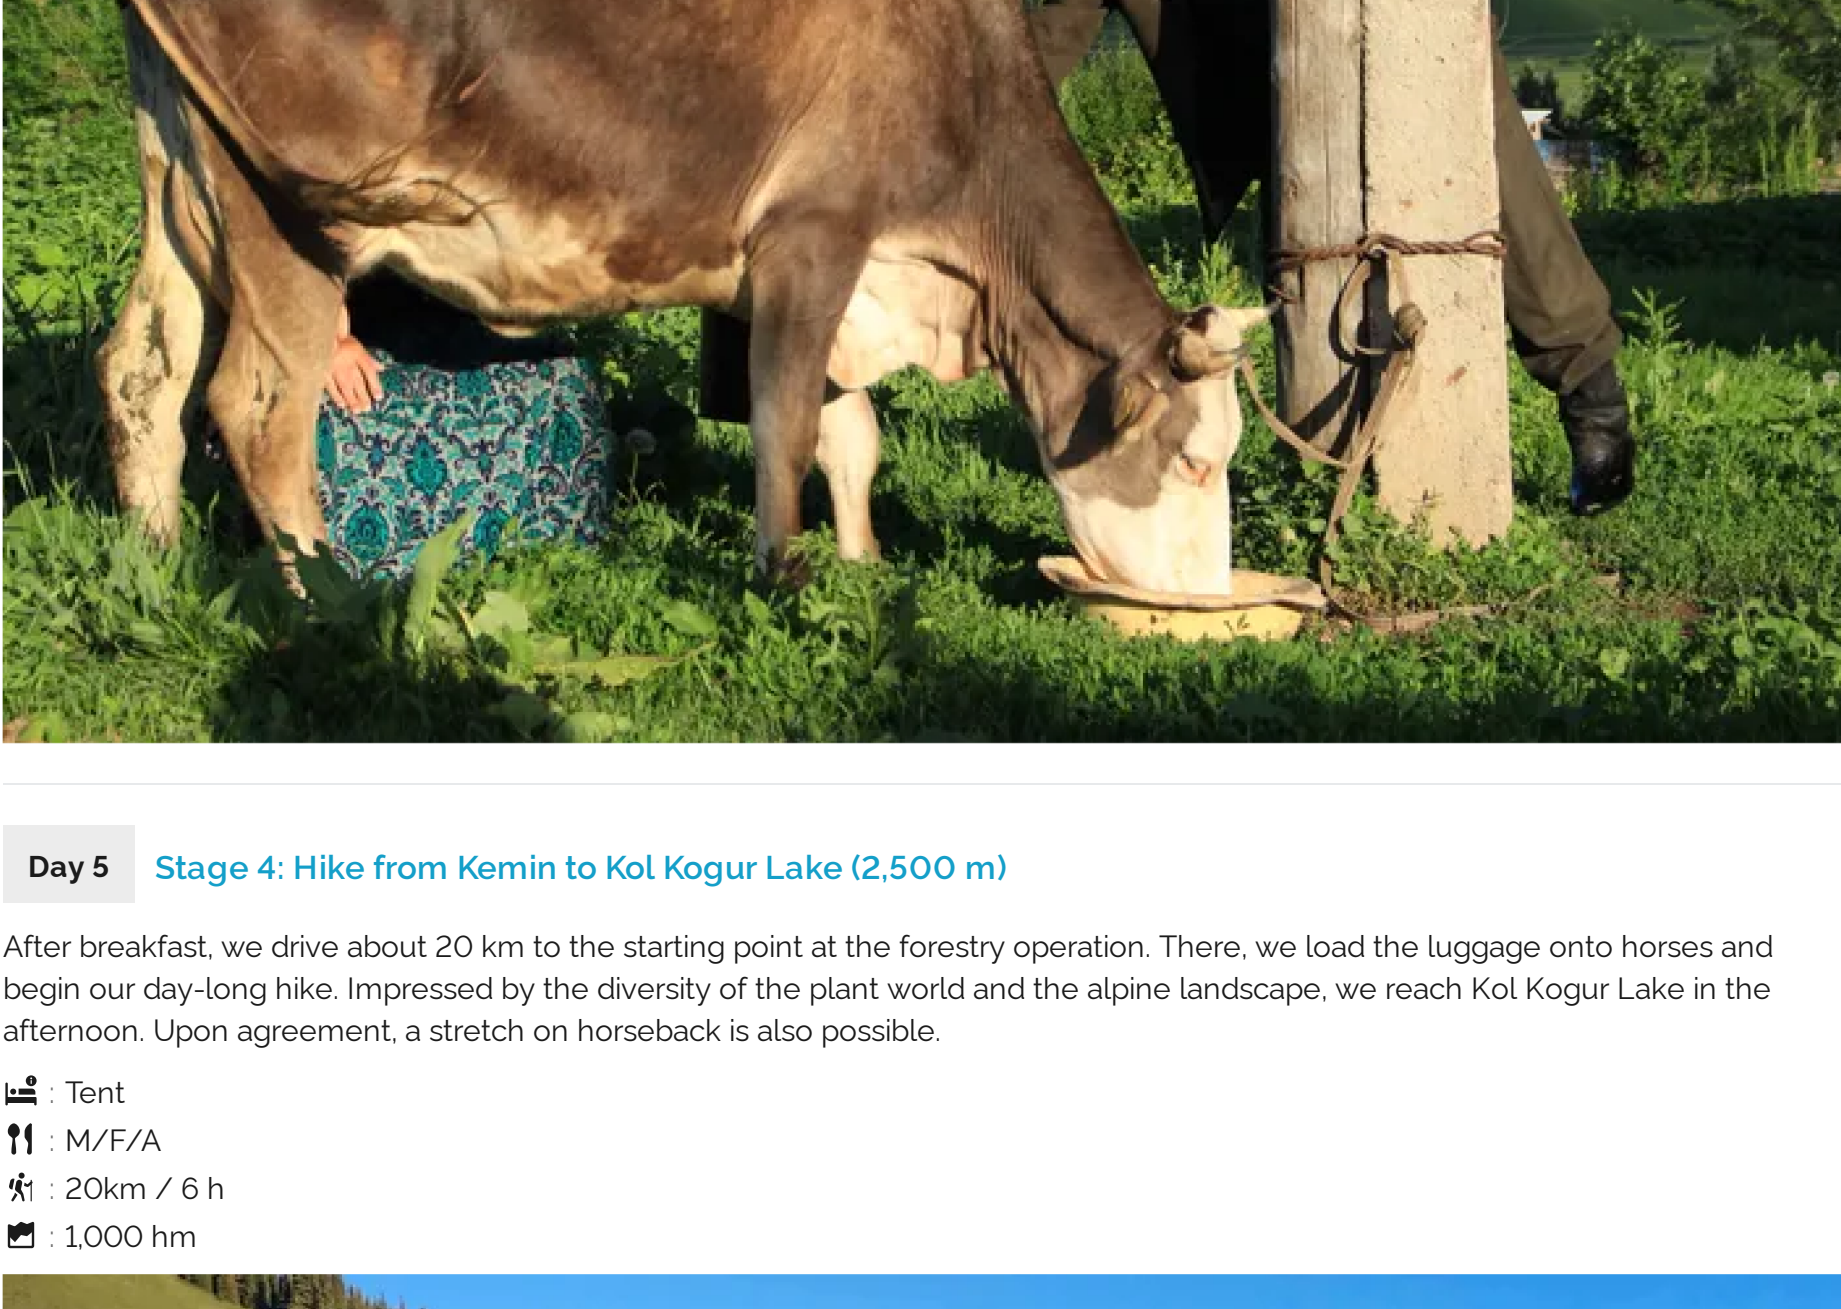 Day 5
Stage 4: Hike from Kemin to Kol Kogur Lake (2,500 m)
After breakfast, we drive about 20 km to the starting point at the forestry operation. There, we load the luggage onto horses and
begin our day-long hike. Impressed by the diversity of the plant world and the alpine landscape, we reach Kol Kogur Lake in the
afternoon. Upon agreement, a stretch on horseback is also possible.
: Tent
: M/F/A
: 20km / 6 h
: 1,000 hm